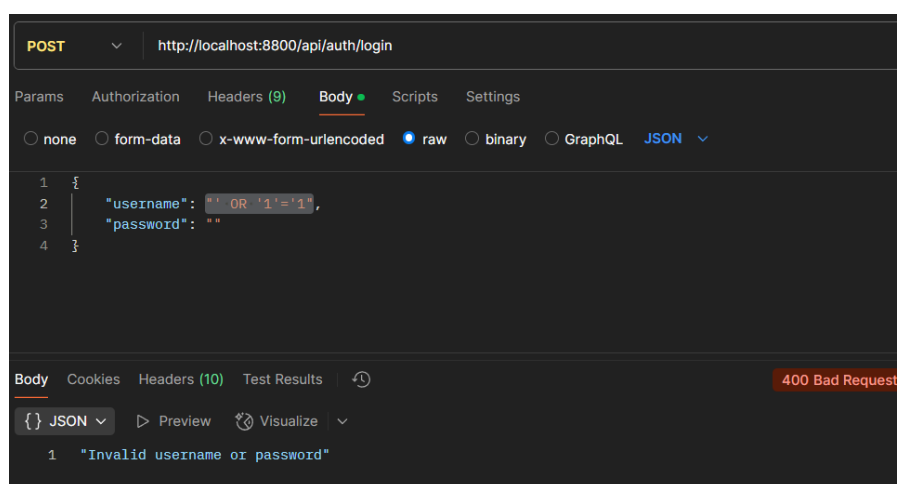 POST http://localhost:8800/api/auth/login
Params Authorization Headers (9) Body Scripts Settings
none form-data x-www-form-urlencoded raw binary GraphQL JSON
1 {
2 "username": "' OR '1'='1",
3 "password": ""
4 }
Body Cookies Headers (10) Test Results 400 Bad Request
{} JSON Preview Visualize
1 "Invalid username or password"